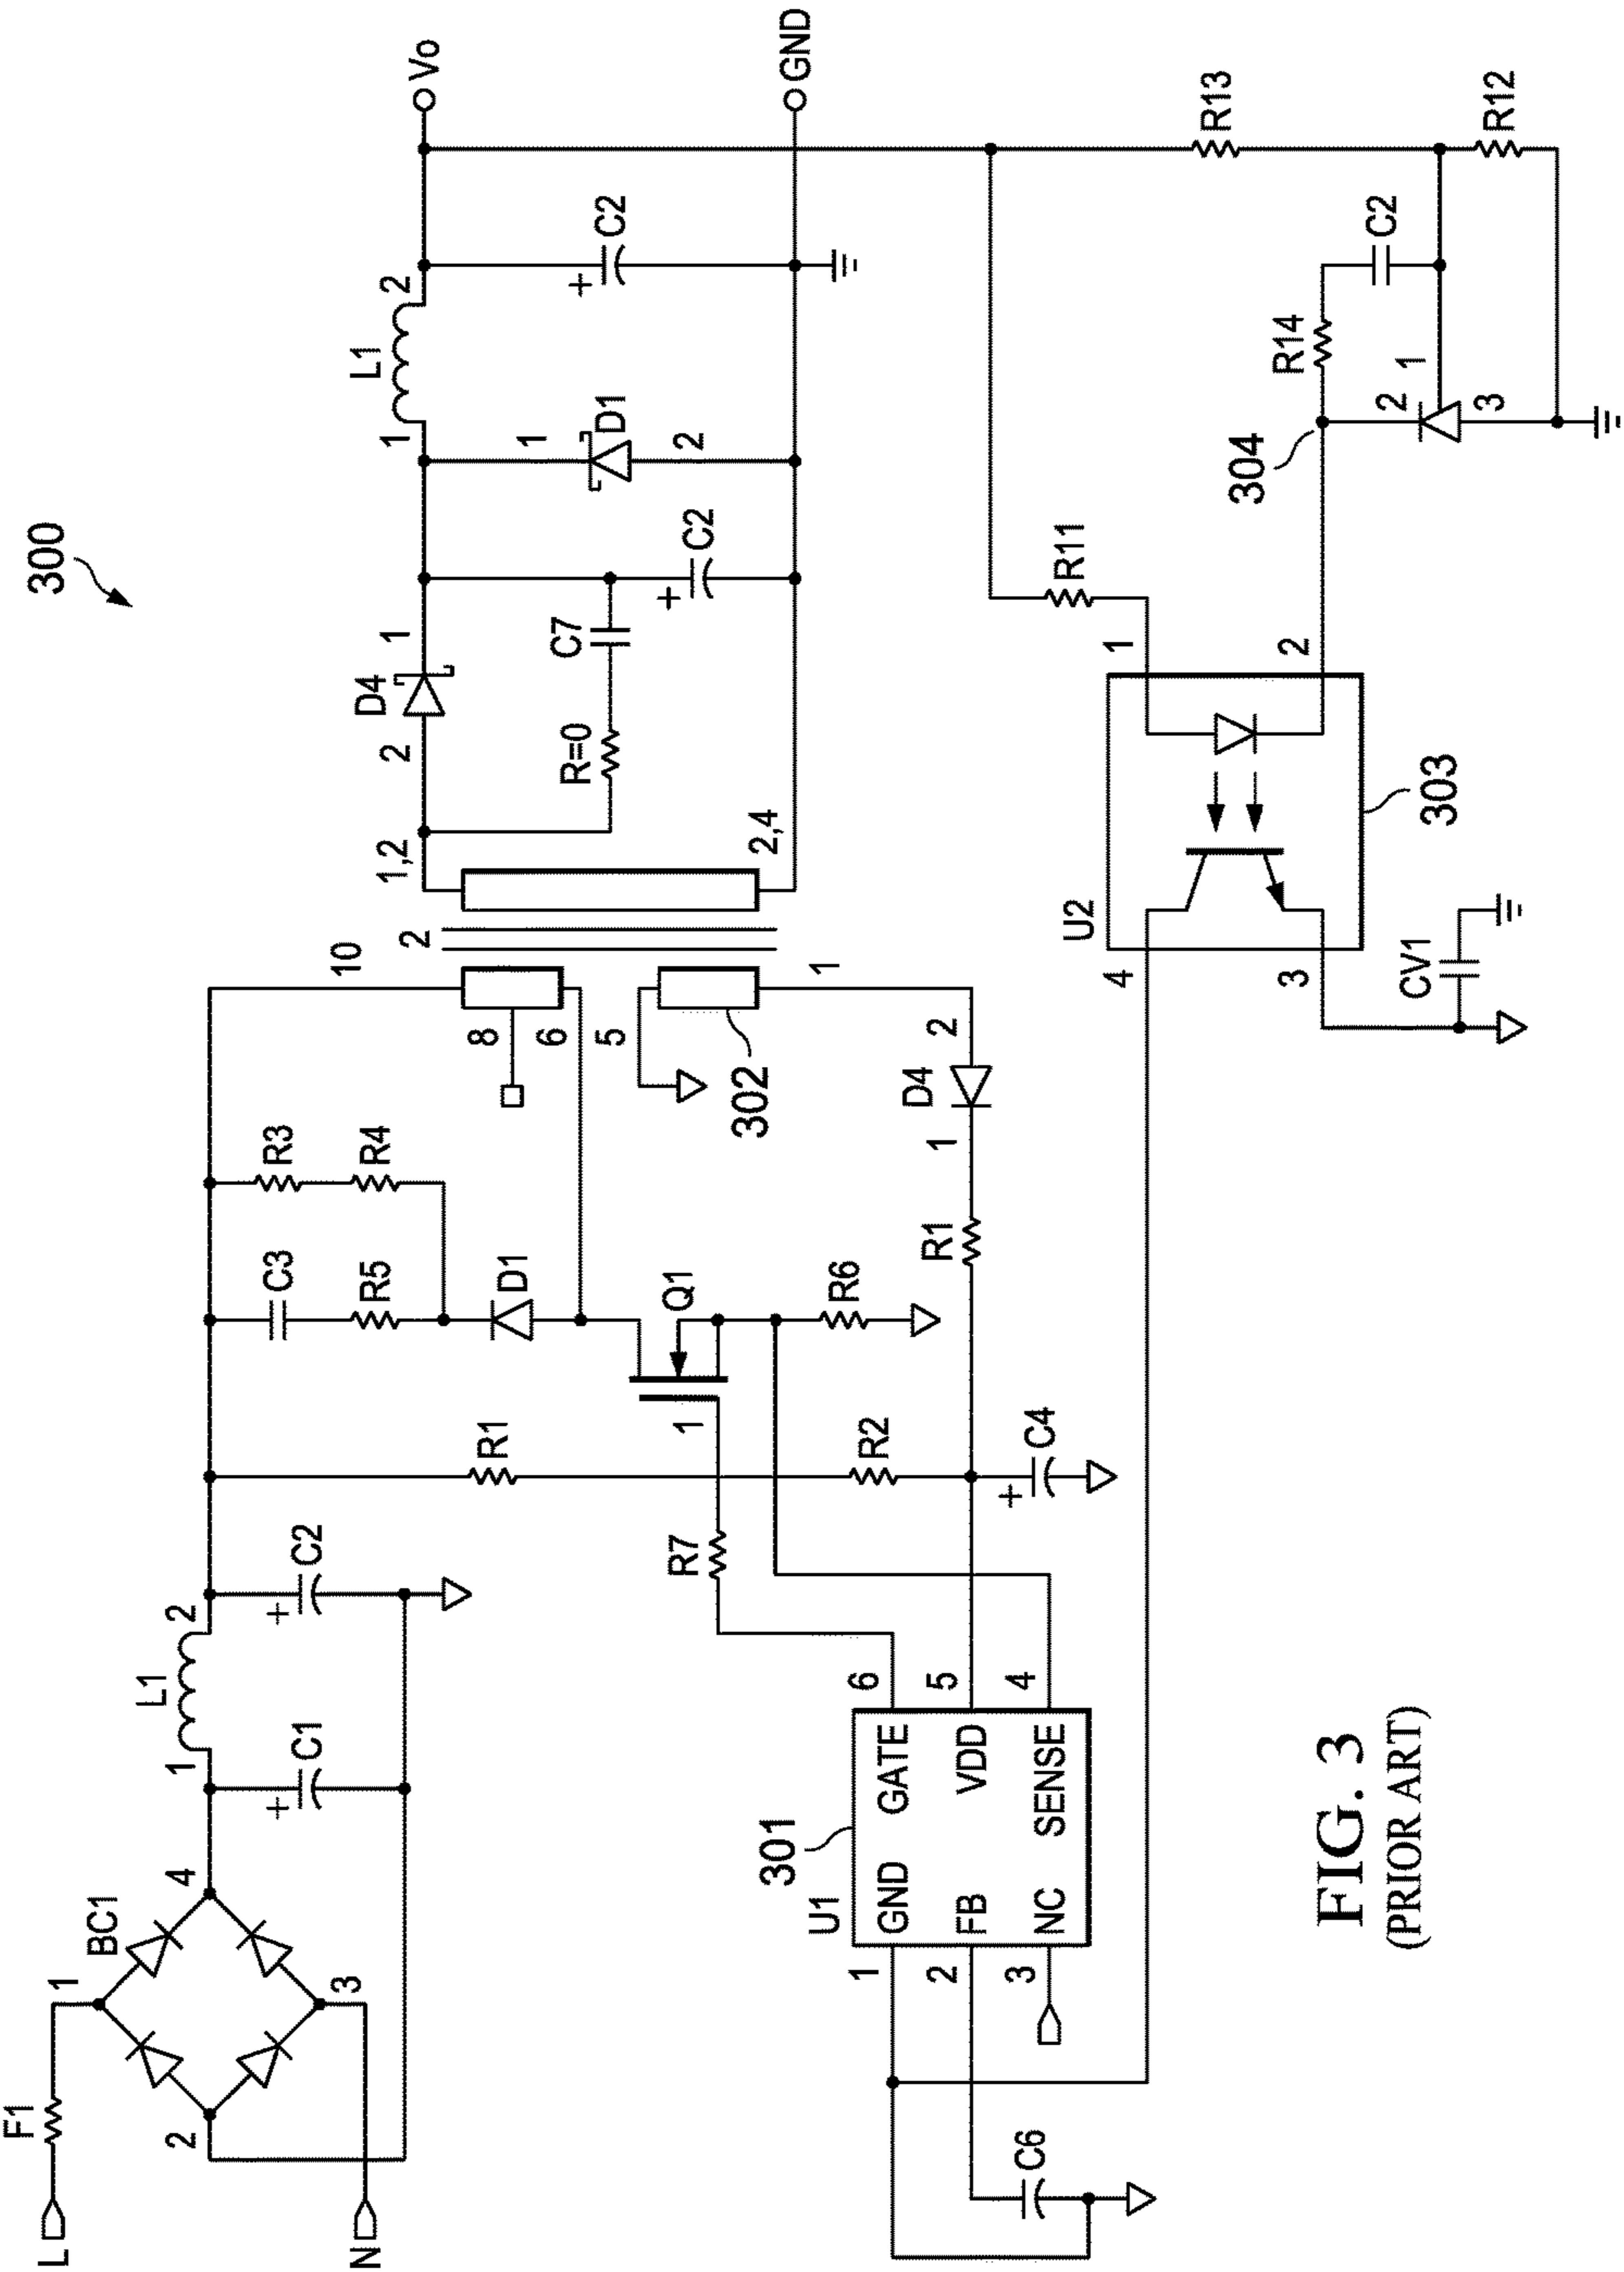 300
L
F1
1
BC1
4
2
3
N
1
L1
2
+
C1
+
C2
R1
C3
R5
R3
R4
D1
10
8
6
5
2
302
1
1,2
2,4
2
D4
1
R=0
C7
+
C2
1
L1
2
1
D1
2
+
C2
Vo
GND
Q1
1
R7
R6
R2
R1
1
D4
2
+
C4
301
U1
GND
GATE
FB
VDD
NC
SENSE
1
2
3
6
5
4
C6
U2
4
3
1
2
303
CV1
R11
304
R14
C2
2
1
3
R13
R12
FIG. 3
(PRIOR ART)